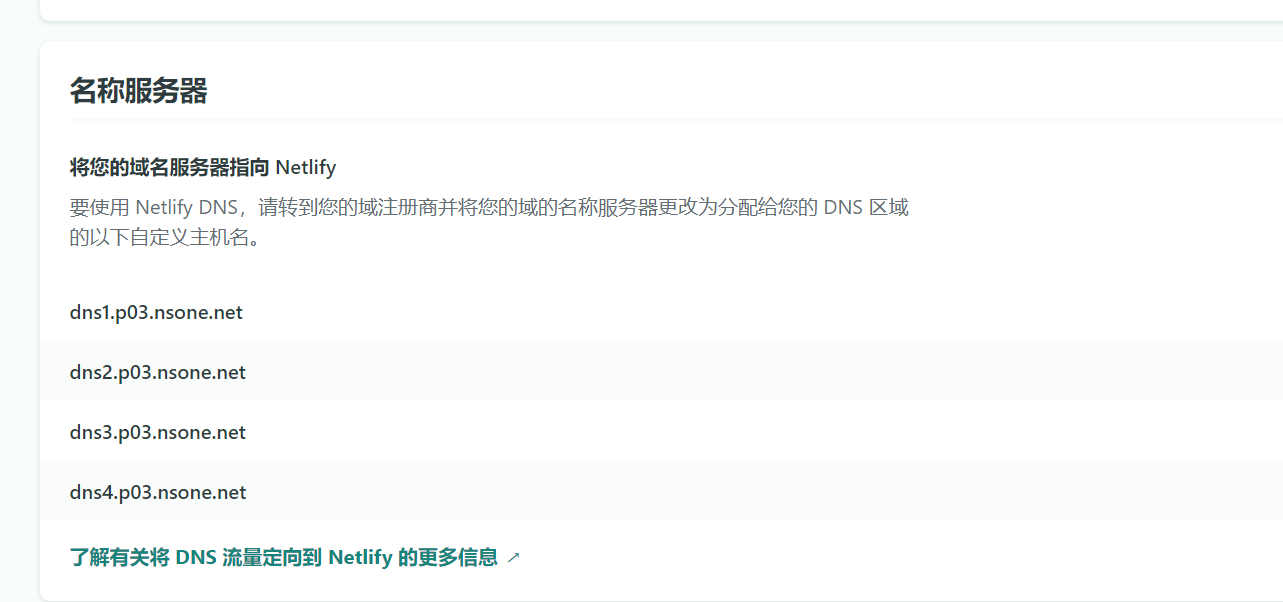 名称服务器
将您的域名服务器指向 Netlify
要使用 Netlify DNS，请转到您的域注册商并将您的域的名称服务器更改为分配给您的 DNS 区域
的以下自定义主机名。
dns1.p03.nsone.net
dns2.p03.nsone.net
dns3.p03.nsone.net
dns4.p03.nsone.net
了解有关将 DNS 流量定向到 Netlify 的更多信息 ↗